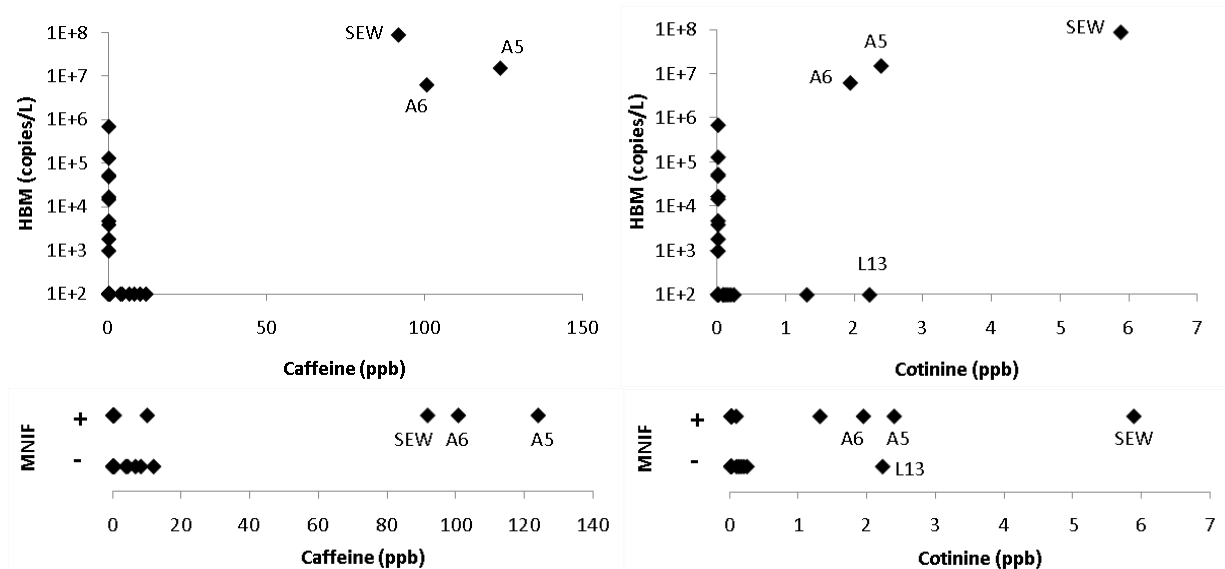 1E+8
1E+7
1E+6
1E+5
1E+4
1E+3
1E+2
HBM (copies/L)
SEW
A5
A6
0
50
100
150
Caffeine (ppb)
1E+8
1E+7
1E+6
1E+5
1E+4
1E+3
1E+2
HBM (copies/L)
SEW
A5
A6
L13
0
1
2
3
4
5
6
7
Cotinine (ppb)
MNIF
+
-
SEW
A6
A5
0
20
40
60
80
100
120
140
Caffeine (ppb)
MNIF
+
-
A6
A5
SEW
L13
0
1
2
3
4
5
6
7
Cotinine (ppb)